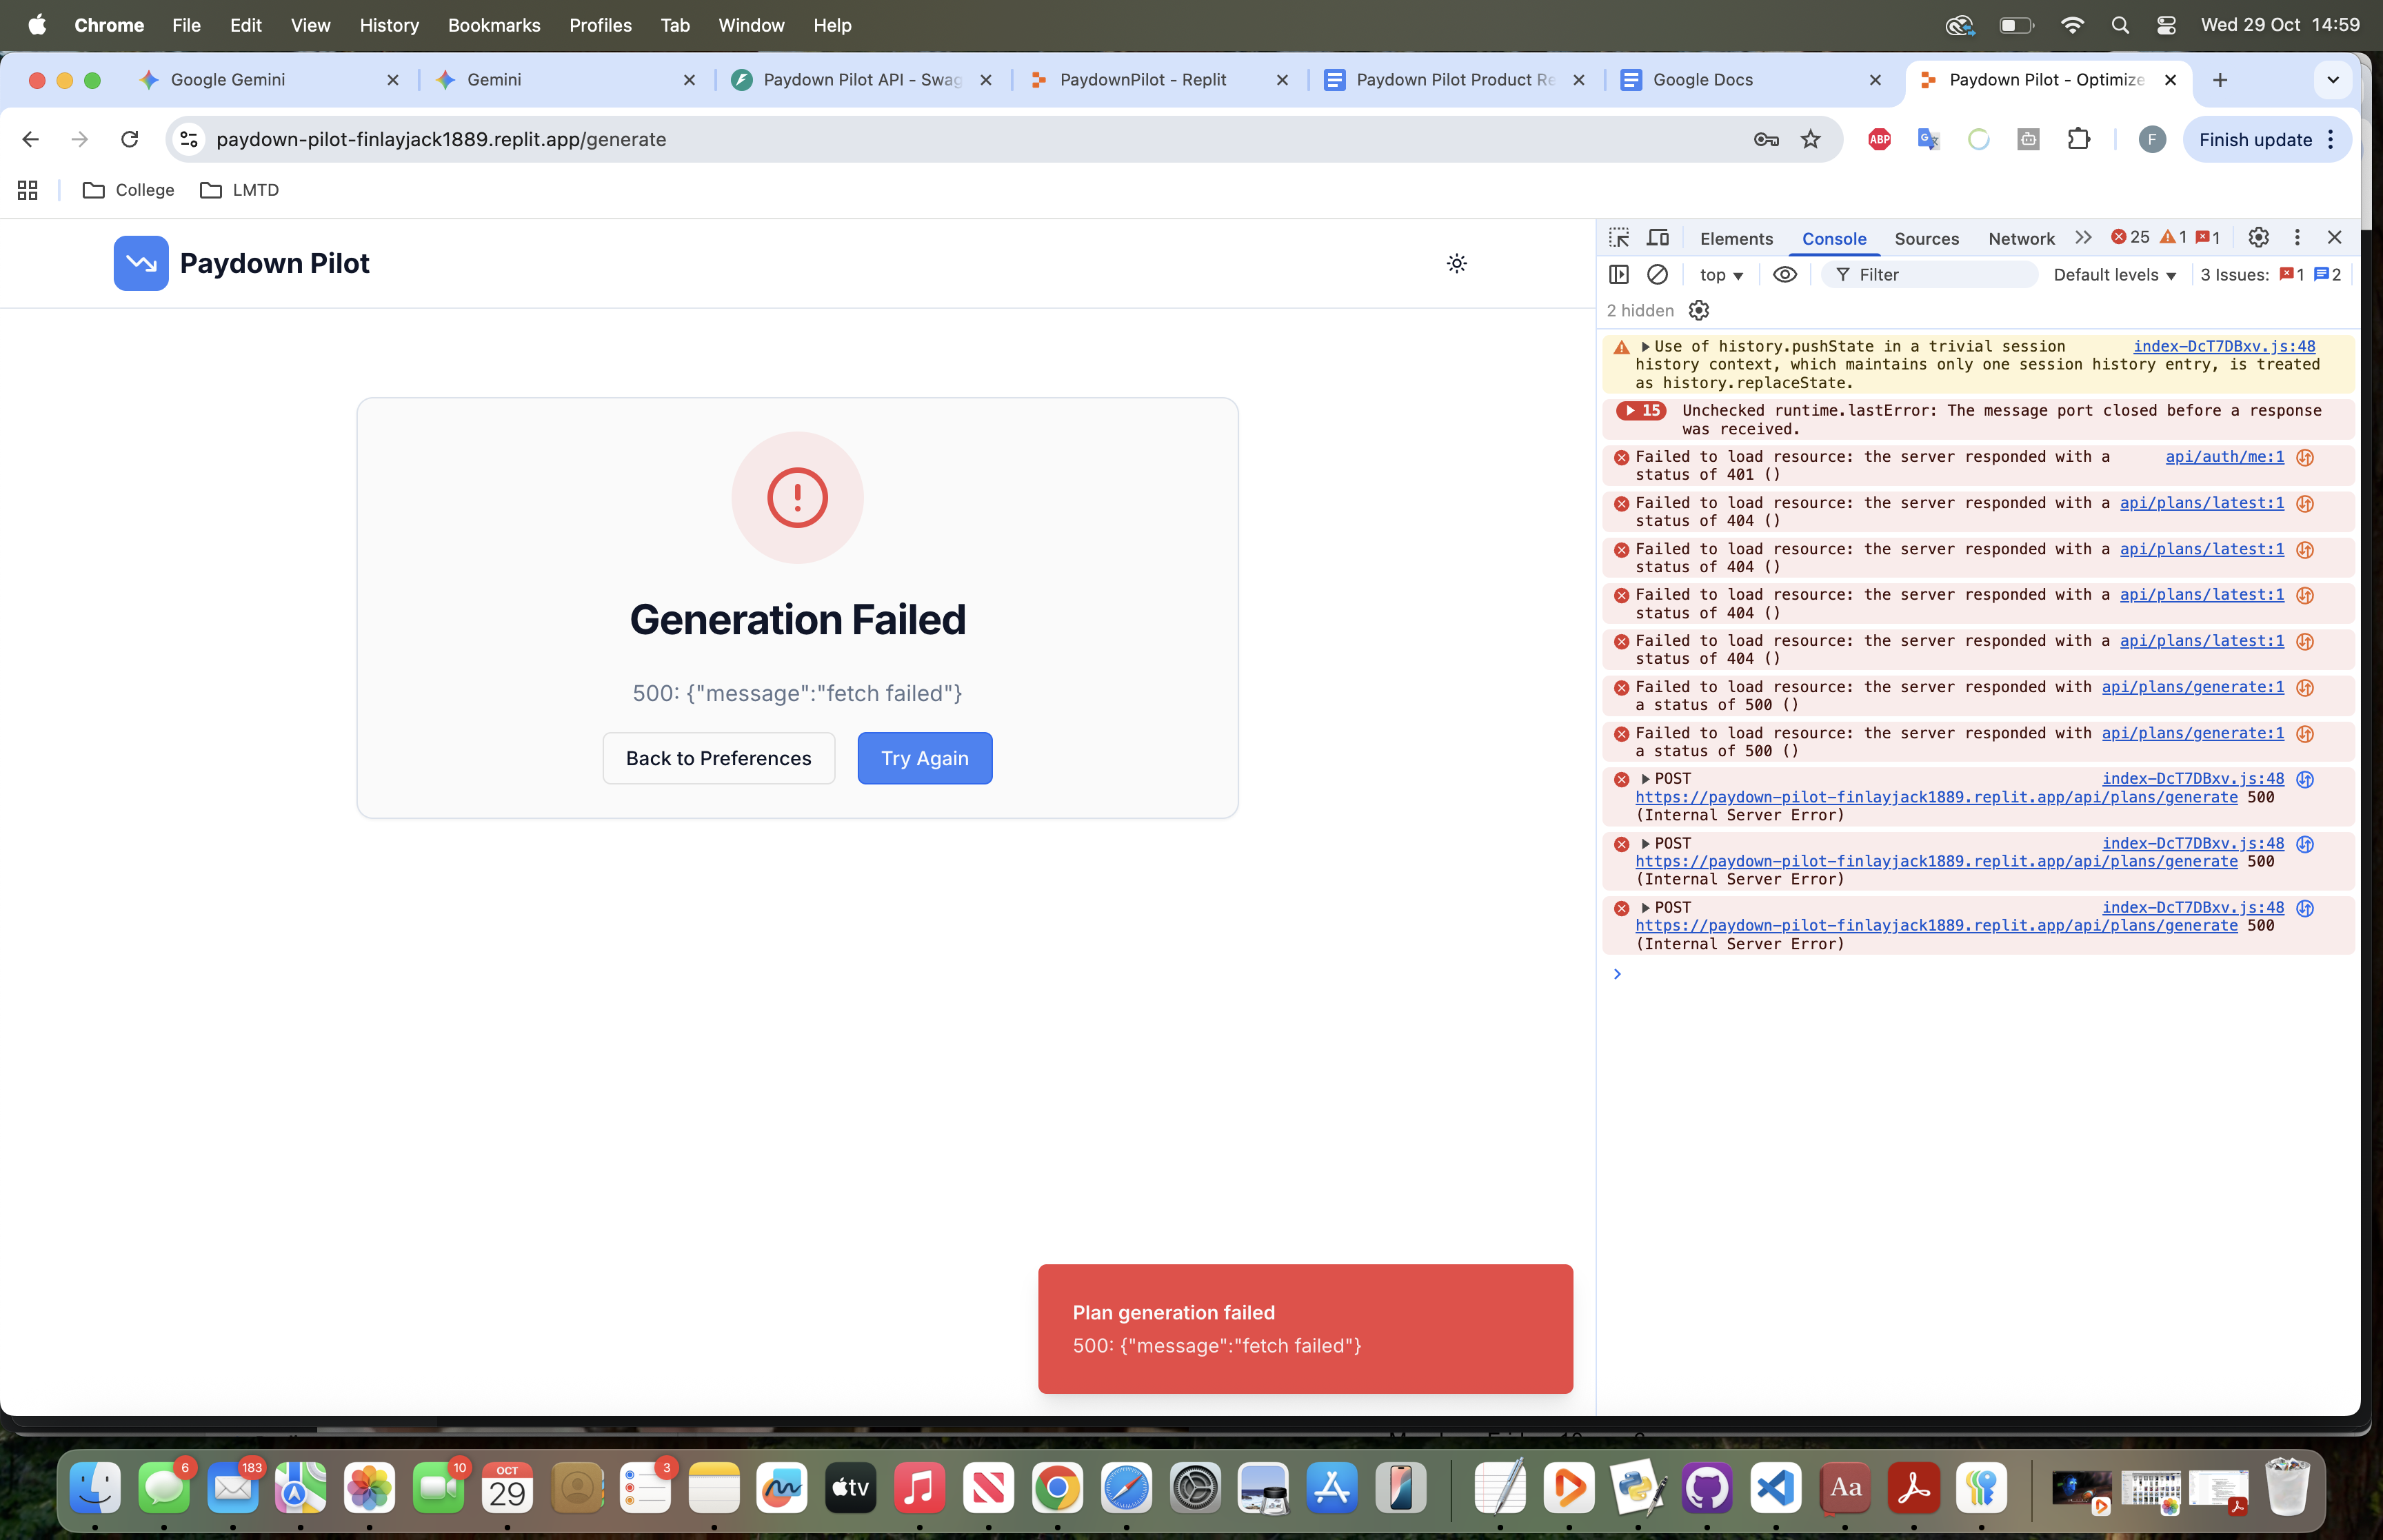 Chrome File Edit View History Bookmarks Profiles Tab Window Help Wed 29 Oct 14:59
Google Gemini Gemini Paydown Pilot API - Swag PaydownPilot - Replit Paydown Pilot Product Re Google Docs Paydown Pilot - Optimize
paydown-pilot-finlayjack1889.replit.app/generate ABP F Finish update
College LMTD
Paydown Pilot
Generation Failed
500: {"message":"fetch failed"}
Back to Preferences Try Again
Plan generation failed
500: {"message":"fetch failed"}
Elements Console Sources Network 25 1 1
top Filter Default levels 3 Issues: 1 2
2 hidden
Use of history.pushState in a trivial session index-DcT7DBxv.js:48
history context, which maintains only one session history entry, is treated
as history.replaceState.
15 Unchecked runtime.lastError: The message port closed before a response
was received.
Failed to load resource: the server responded with a api/auth/me:1
status of 401 ()
Failed to load resource: the server responded with a api/plans/latest:1
status of 404 ()
Failed to load resource: the server responded with a api/plans/latest:1
status of 404 ()
Failed to load resource: the server responded with a api/plans/latest:1
status of 404 ()
Failed to load resource: the server responded with a api/plans/latest:1
status of 404 ()
Failed to load resource: the server responded with api/plans/generate:1
a status of 500 ()
Failed to load resource: the server responded with api/plans/generate:1
a status of 500 ()
POST index-DcT7DBxv.js:48
https://paydown-pilot-finlayjack1889.replit.app/api/plans/generate 500
(Internal Server Error)
POST index-DcT7DBxv.js:48
https://paydown-pilot-finlayjack1889.replit.app/api/plans/generate 500
(Internal Server Error)
POST index-DcT7DBxv.js:48
https://paydown-pilot-finlayjack1889.replit.app/api/plans/generate 500
(Internal Server Error)
6 183 10 OCT 29 3 tv Aa